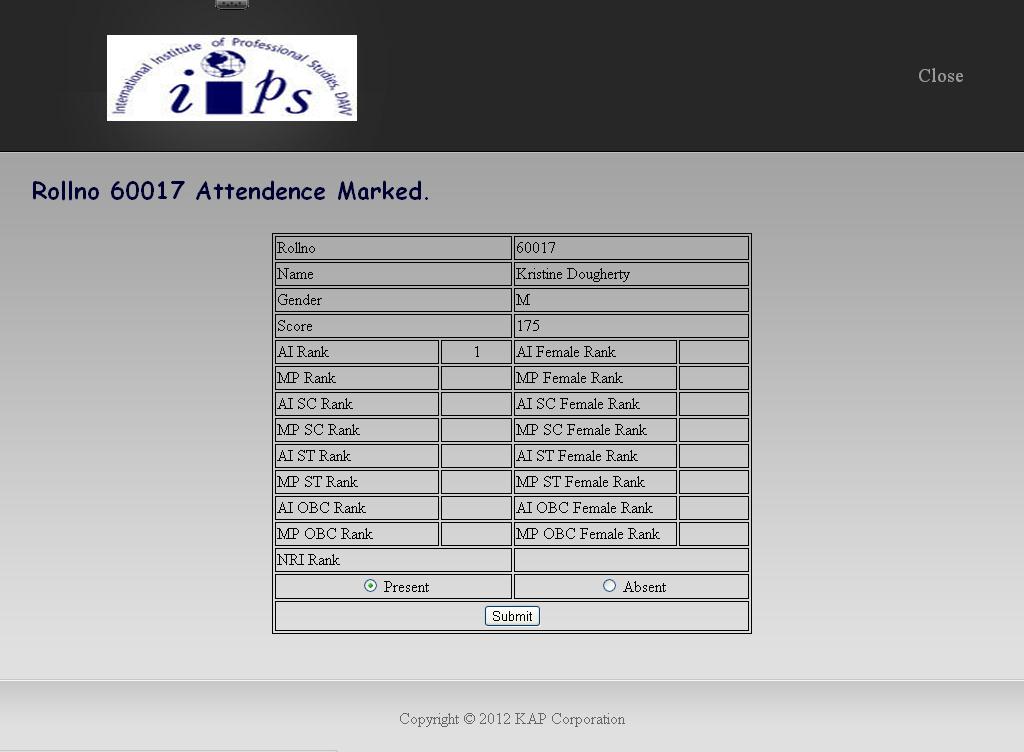 International Institute of Professional Studies, DAVV
i ps
Close
Rollno 60017 Attendence Marked.
Rollno 60017
Name Kristine Dougherty
Gender M
Score 175
AI Rank 1 AI Female Rank
MP Rank MP Female Rank
AI SC Rank AI SC Female Rank
MP SC Rank MP SC Female Rank
AI ST Rank AI ST Female Rank
MP ST Rank MP ST Female Rank
AI OBC Rank AI OBC Female Rank
MP OBC Rank MP OBC Female Rank
NRI Rank
Present Absent
Submit
Copyright © 2012 KAP Corporation